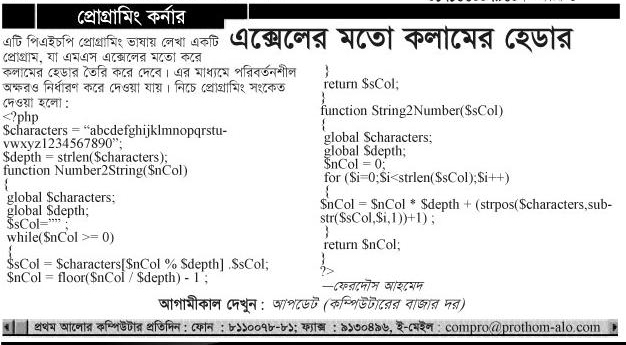 প্রোগ্রামিং কর্নার
এক্সেলের মতো কলামের হেডার
এটি পিএইচপি প্রোগ্রামিং ভাষায় লেখা একটি
প্রোগ্রাম, যা এমএস এক্সেলের মতো করে
কলামের হেডার তৈরি করে দেবে। এর মাধ্যমে পরিবর্তনশীল
অক্ষরও নির্ধারণ করে দেওয়া যায়। নিচে প্রোগ্রামিং সংকেত
দেওয়া হলো :
<?php
$characters = “abcdefghijklmnopqrstu-
vwxyz1234567890”;
$depth = strlen($characters);
function Number2String($nCol)
{
global $characters;
global $depth;
$sCol=”” ;
while($nCol >= 0)
{
$sCol = $characters[$nCol % $depth] .$sCol;
$nCol = floor($nCol / $depth) - 1 ;
}
return $sCol;
}
function String2Number($sCol)
{
global $characters;
global $depth;
$nCol = 0;
for ($i=0;$i<strlen($sCol);$i++)
{
$nCol = $nCol * $depth + (strpos($characters,sub-
str($sCol,$i,1))+1) ;
}
return $nCol;
}
?>
—ফেরদৌস আহমেদ
আগামীকাল দেখুন : আপডেট (কম্পিউটারের বাজার দর)
প্রথম আলোর কম্পিউটার প্রতিদিন : ফোন : ৮১১০০৭৮-৮১; ফ্যাক্স : ৯১৩০৪৯৬, ই-মেইল : compro@prothom-alo.com